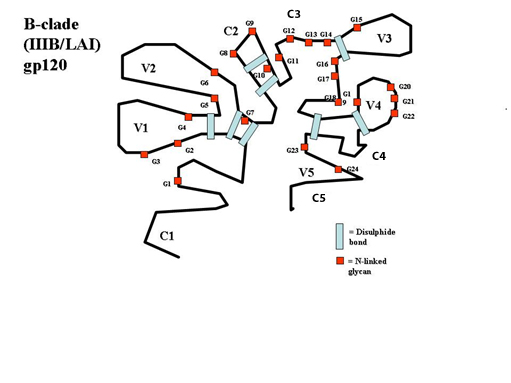 B-clade
(IIIB/LAI)
gp120
C3
G9
G15
C2
G12
G13
G14
V3
G8
G11
G16
V2
G10
G6
G17
G20
G5
G18
G1
9
V4
G21
G7
G22
V1
G4
G2
G23
C4
G3
G24
G1
V5
C5
C1
= Disulphide
bond
= N-linked
glycan